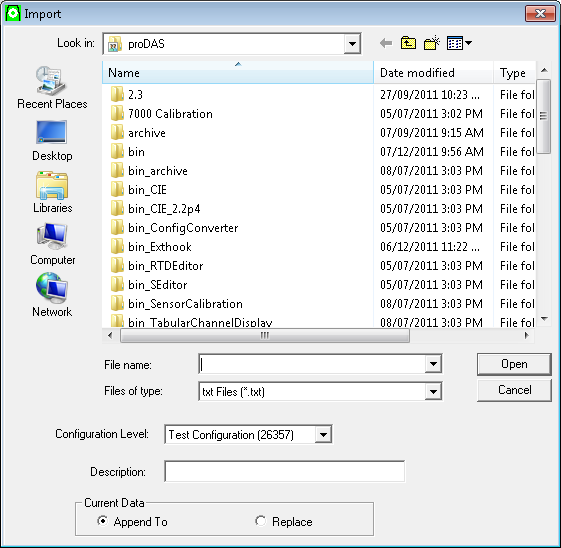 Import
Look in: proDAS
Name Date modified Type
2.3 27/09/2011 10:23 ... File fol
7000 Calibration 05/07/2011 3:02 PM File fol
archive 07/09/2011 9:15 AM File fol
bin 07/12/2011 9:56 AM File fol
bin_archive 08/07/2011 3:03 PM File fol
bin_CIE 05/07/2011 3:03 PM File fol
bin_CIE_2.2p4 05/07/2011 3:03 PM File fol
bin_ConfigConverter 05/07/2011 3:03 PM File fol
bin_Exthook 06/12/2011 11:22 ... File fol
bin_RTDEditor 05/07/2011 3:03 PM File fol
bin_SEditor 05/07/2011 3:03 PM File fol
bin_SensorCalibration 08/07/2011 3:03 PM File fol
bin_TabularChannelDisplay 08/07/2011 3:03 PM File fol
Recent Places
Desktop
Libraries
Computer
Network
File name: Open
Files of type: txt Files (*.txt) Cancel
Configuration Level: Test Configuration (26357)
Description:
Current Data
Append To Replace